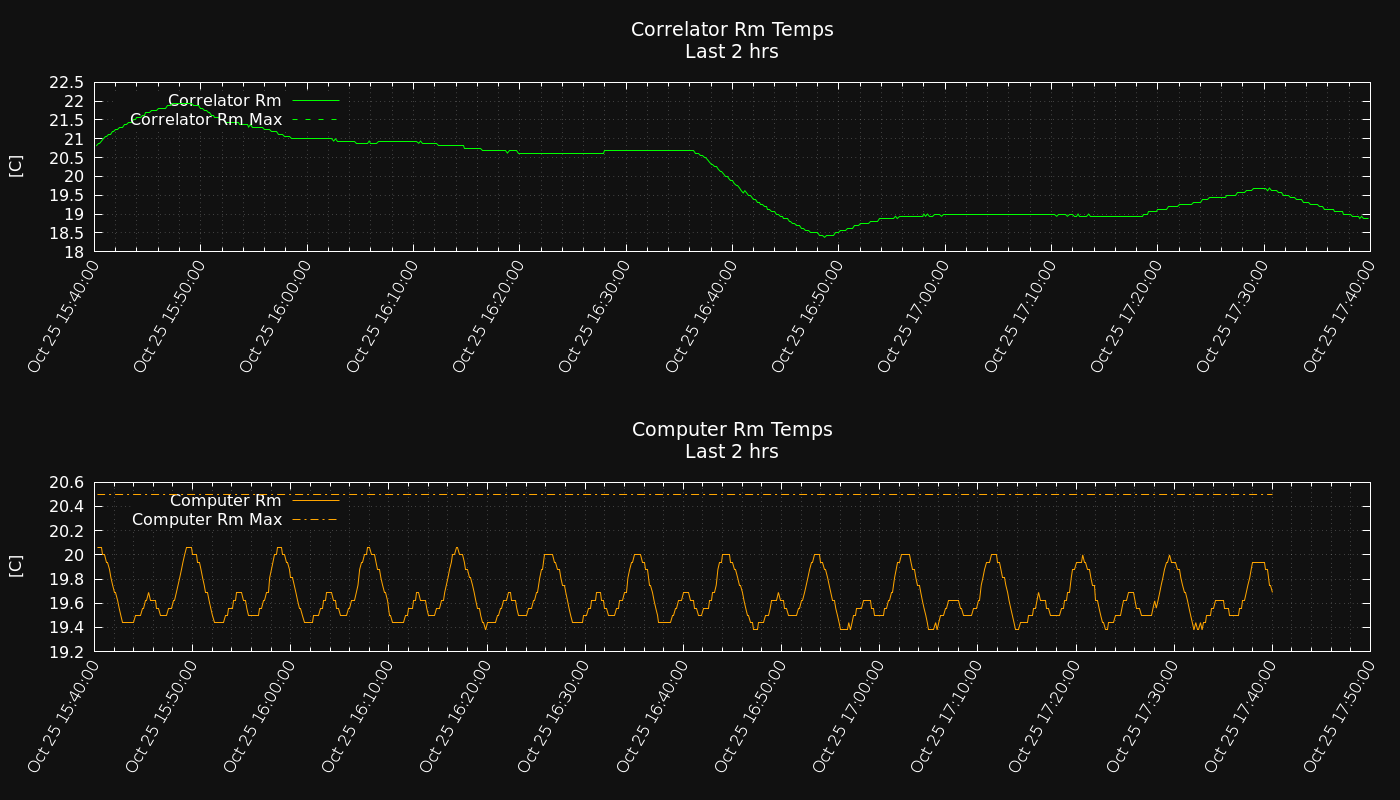 Correlator Rm Temps
Last 2 hrs
22.5
22
21.5
21
20.5
20
19.5
19
18.5
18
[C]
Correlator Rm
Correlator Rm Max
Oct 25 15:40:00
Oct 25 15:50:00
Oct 25 16:00:00
Oct 25 16:10:00
Oct 25 16:20:00
Oct 25 16:30:00
Oct 25 16:40:00
Oct 25 16:50:00
Oct 25 17:00:00
Oct 25 17:10:00
Oct 25 17:20:00
Oct 25 17:30:00
Oct 25 17:40:00
Computer Rm Temps
Last 2 hrs
20.6
20.4
20.2
20
19.8
19.6
19.4
19.2
[C]
Computer Rm
Computer Rm Max
Oct 25 15:40:00
Oct 25 15:50:00
Oct 25 16:00:00
Oct 25 16:10:00
Oct 25 16:20:00
Oct 25 16:30:00
Oct 25 16:40:00
Oct 25 16:50:00
Oct 25 17:00:00
Oct 25 17:10:00
Oct 25 17:20:00
Oct 25 17:30:00
Oct 25 17:40:00
Oct 25 17:50:00